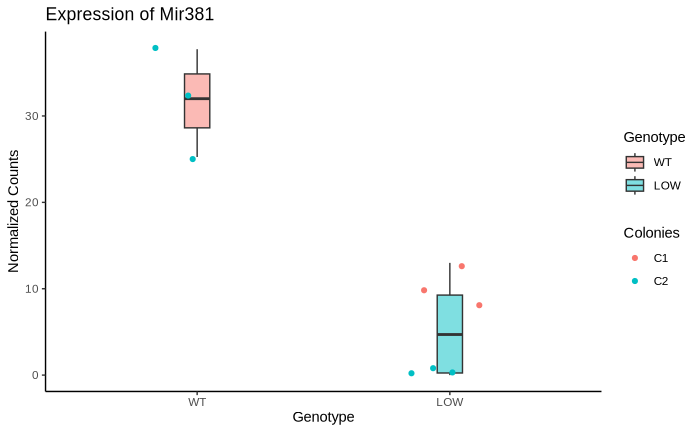 Expression of Mir381
Normalized Counts
30
20
10
0
WT
LOW
Genotype
Genotype
WT
LOW
Colonies
C1
C2